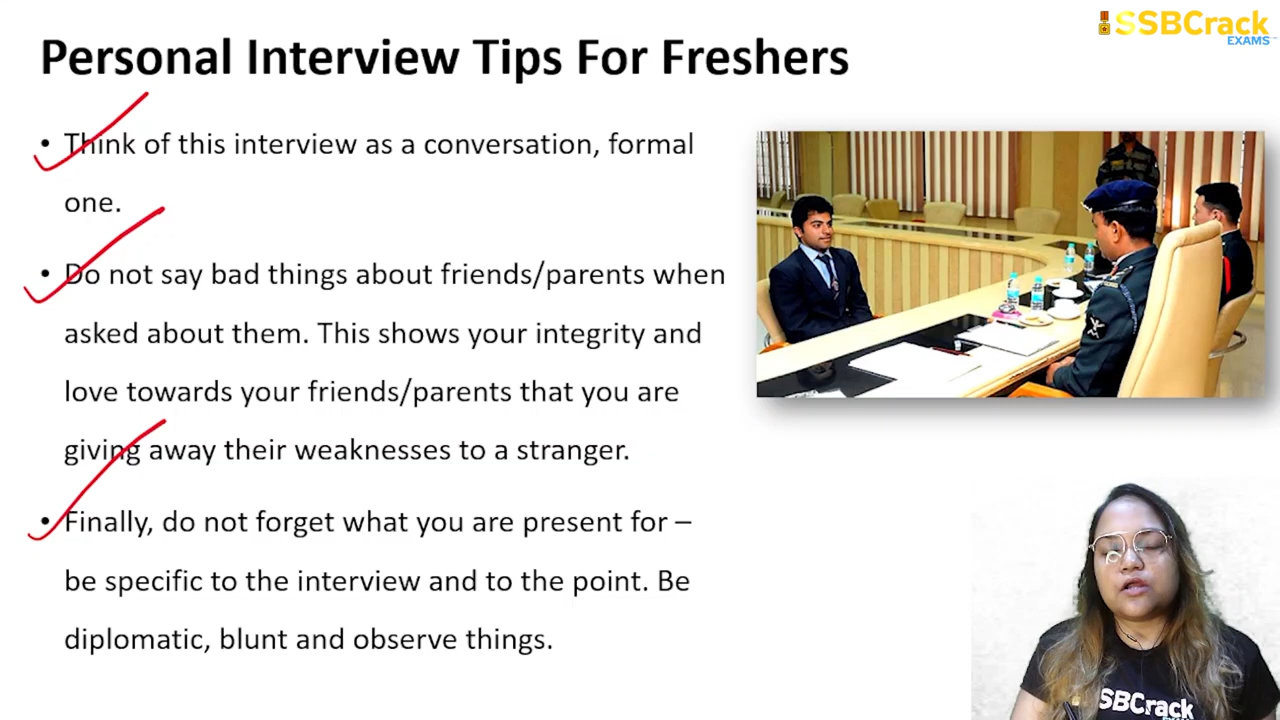 SSBCrack
EXAMS
Personal Interview Tips For Freshers
• Think of this interview as a conversation, formal
one.
• Do not say bad things about friends/parents when
asked about them. This shows your integrity and
love towards your friends/parents that you are
giving away their weaknesses to a stranger.
• Finally, do not forget what you are present for –
be specific to the interview and to the point. Be
diplomatic, blunt and observe things.
SBCrack